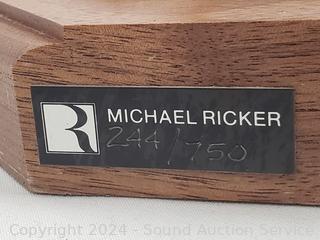 R
MICHAEL RICKER
244/750
Copyright 2024 - Sound Auction Service